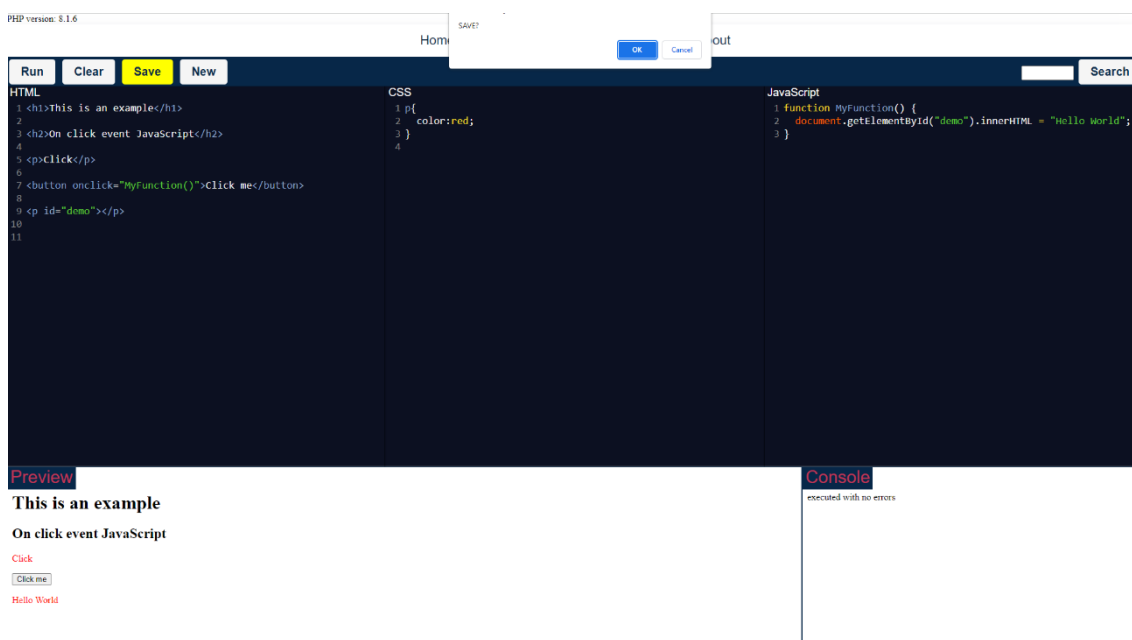 PHP version: 8.1.6
SAVE?
OK Cancel
Run Clear Save New Search
HTML
1 <h1>This is an example</h1>
2
3 <h2>On click event JavaScript</h2>
4
5 <p>Click</p>
6
7 <button onclick="MyFunction()">Click me</button>
8
9 <p id="demo"></p>
10
11
CSS
1 p{
2 color:red;
3 }
4
JavaScript
1 function MyFunction() {
2 document.getElementById("demo").innerHTML = "Hello World";
3 }
Preview
This is an example
On click event JavaScript
Click
Click me
Hello World
Console
executed with no errors